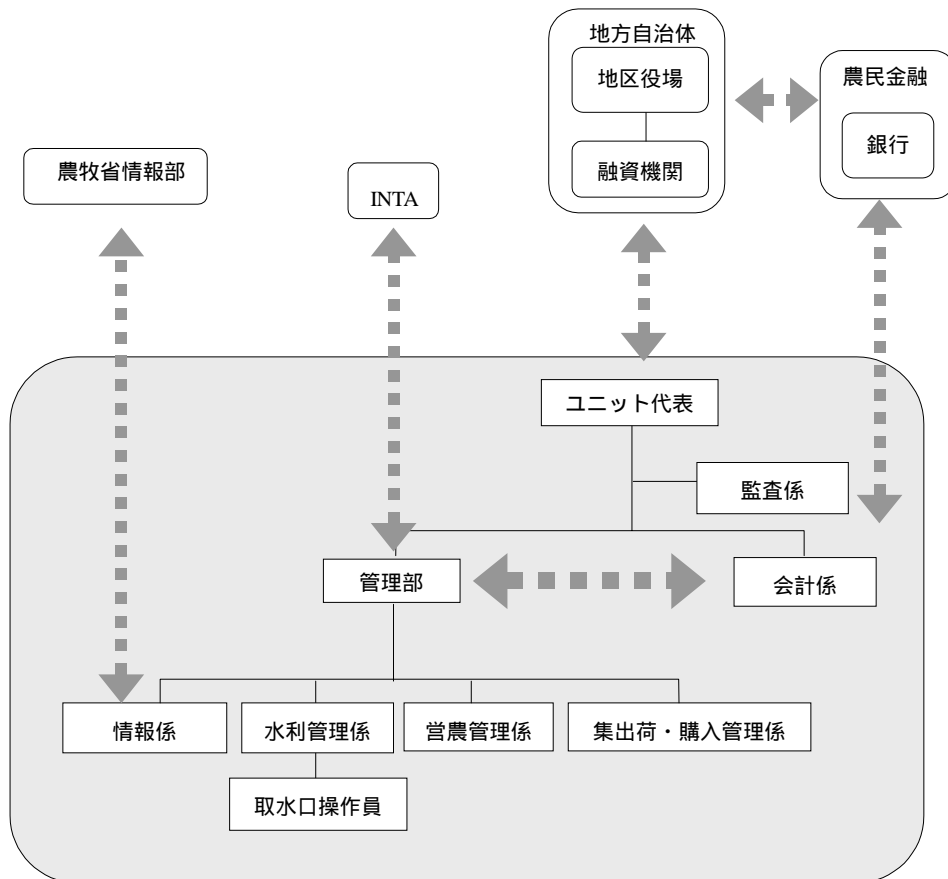 地方自治体
地区役場
融資機関
農民金融
銀行
農牧省情報部
INTA
ユニット代表
監査係
管理部
会計係
情報係
水利管理係
営農管理係
集出荷・購入管理係
取水口操作員